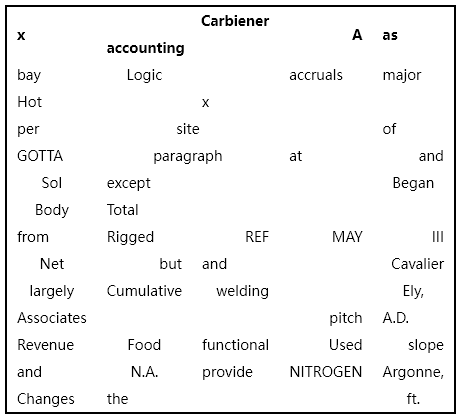 Carbiener
x A as
accounting
bay Logic accruals major
Hot x
per site of
GOTTA paragraph at and
Sol except Began
Body Total
from Rigged REF MAY III
Net but and Cavalier
largely Cumulative welding Ely,
Associates pitch A.D.
Revenue Food functional Used slope
and N.A. provide NITROGEN Argonne,
Changes the ft.